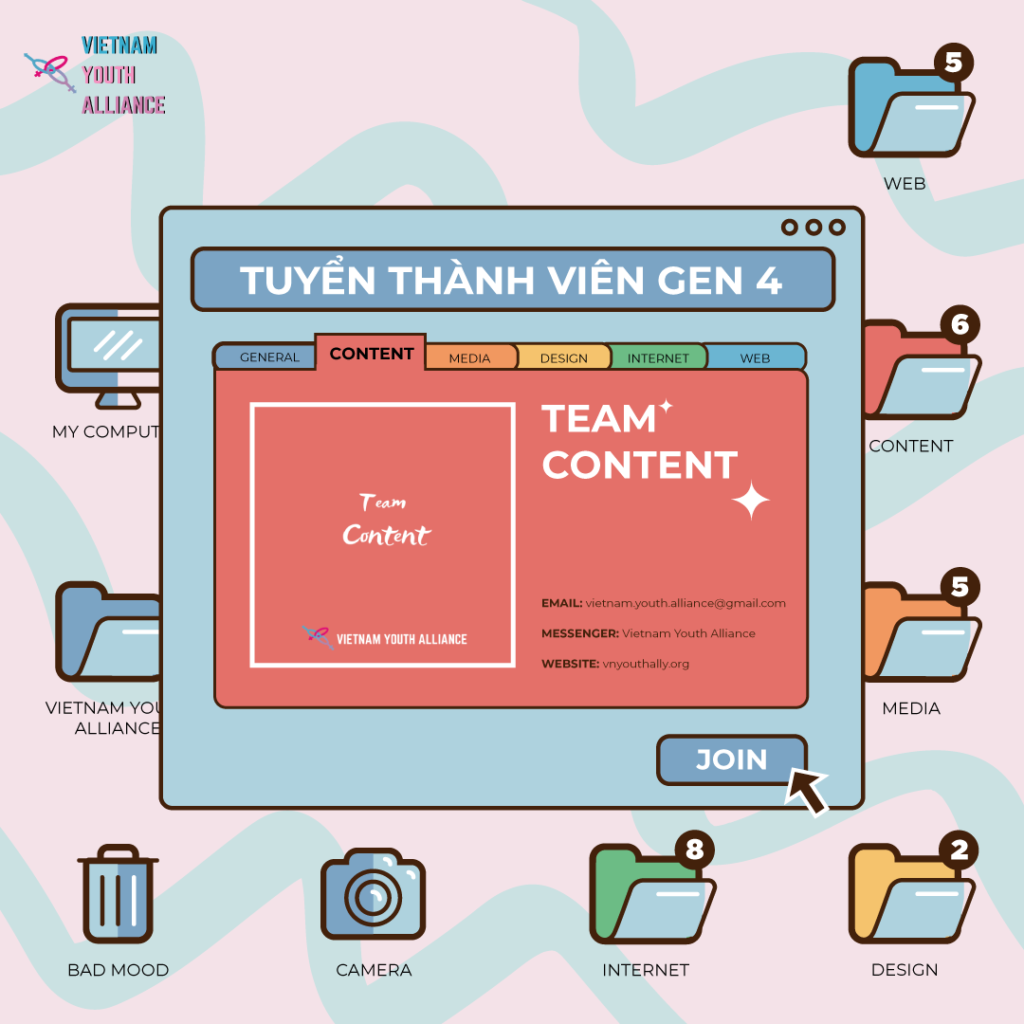 VIETNAM
YOUTH
ALLIANCE
5
WEB
TUYỂN THÀNH VIÊN GEN 4
GENERAL
CONTENT
MEDIA
DESIGN
INTERNET
WEB
MY COMPUT
6
CONTENT
TEAM
CONTENT
Team
Content
VIETNAM YOUTH ALLIANCE
EMAIL: vietnam.youth.alliance@gmail.com
MESSENGER: Vietnam Youth Alliance
WEBSITE: vnyouthally.org
VIETNAM YOU
ALLIANCE
5
MEDIA
JOIN
BAD MOOD
CAMERA
8
INTERNET
2
DESIGN